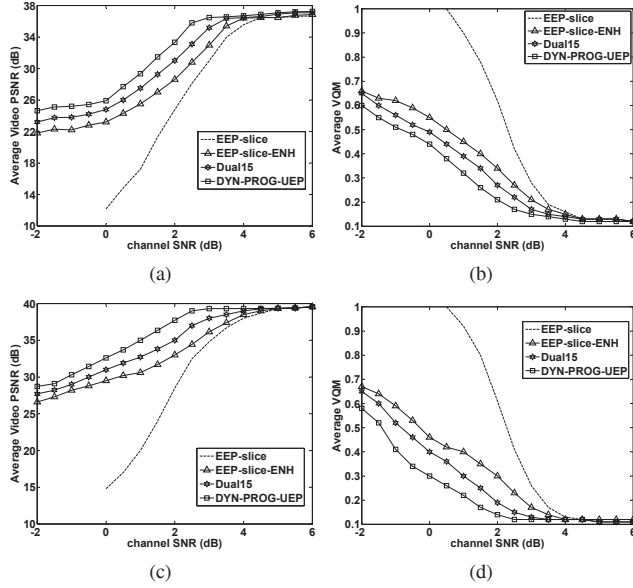 38
34
30
26
22
18
14
10
Average Video PSNR (dB)
-2
0
2
4
6
channel SNR (dB)
EEP-slice
EEP-slice-ENH
Dual15
DYN-PROG-UEP
(a)
1
0.9
0.8
0.7
0.6
0.5
0.4
0.3
0.2
0.1
Average VQM
-2
0
2
4
6
channel SNR (dB)
EEP-slice
EEP-slice-ENH
Dual15
DYN-PROG-UEP
(b)
40
35
30
25
20
15
10
Average Video PSNR (dB)
-2
0
2
4
6
channel SNR (dB)
EEP-slice
EEP-slice-ENH
Dual15
DYN-PROG-UEP
(c)
1
0.9
0.8
0.7
0.6
0.5
0.4
0.3
0.2
0.1
Average VQM
-2
0
2
4
6
channel SNR (dB)
EEP-slice
EEP-slice-ENH
Dual15
DYN-PROG-UEP
(d)